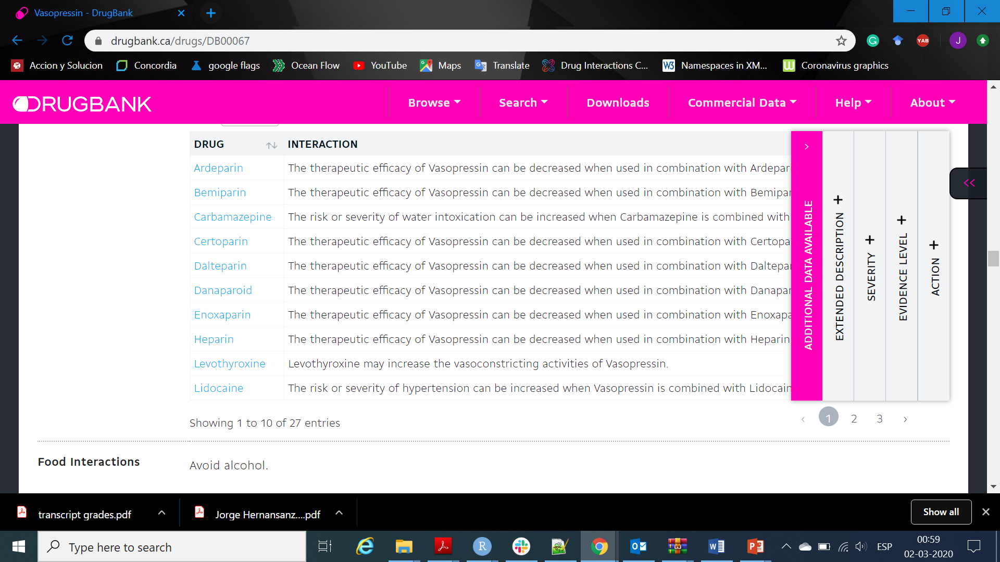 Vasopressin - DrugBank
drugbank.ca/drugs/DB00067
YAB
J
Accion y Solucion
Concordia
google flags
Ocean Flow
YouTube
Maps
Translate
Drug Interactions C...
W3
Namespaces in XM...
Coronavirus graphics
DRUGBANK
Browse
Search
Downloads
Commercial Data
Help
About
DRUG INTERACTION
Ardeparin The therapeutic efficacy of Vasopressin can be decreased when used in combination with Ardepar
Bemiparin The therapeutic efficacy of Vasopressin can be decreased when used in combination with Bemipar
Carbamazepine The risk or severity of water intoxication can be increased when Carbamazepine is combined with
Certoparin The therapeutic efficacy of Vasopressin can be decreased when used in combination with Certopa
Dalteparin The therapeutic efficacy of Vasopressin can be decreased when used in combination with Daltepar
Danaparoid The therapeutic efficacy of Vasopressin can be decreased when used in combination with Danapar
Enoxaparin The therapeutic efficacy of Vasopressin can be decreased when used in combination with Enoxapa
Heparin The therapeutic efficacy of Vasopressin can be decreased when used in combination with Heparin
Levothyroxine Levothyroxine may increase the vasoconstricting activities of Vasopressin.
Lidocaine The risk or severity of hypertension can be increased when Vasopressin is combined with Lidocain
ADDITIONAL DATA AVAILABLE
EXTENDED DESCRIPTION +
SEVERITY +
EVIDENCE LEVEL +
ACTION +
Showing 1 to 10 of 27 entries
‹ 1 2 3 ›
Food Interactions
Avoid alcohol.
transcript grades.pdf
Jorge Hernansanz....pdf
Show all
Type here to search
ESP
00:59
02-03-2020